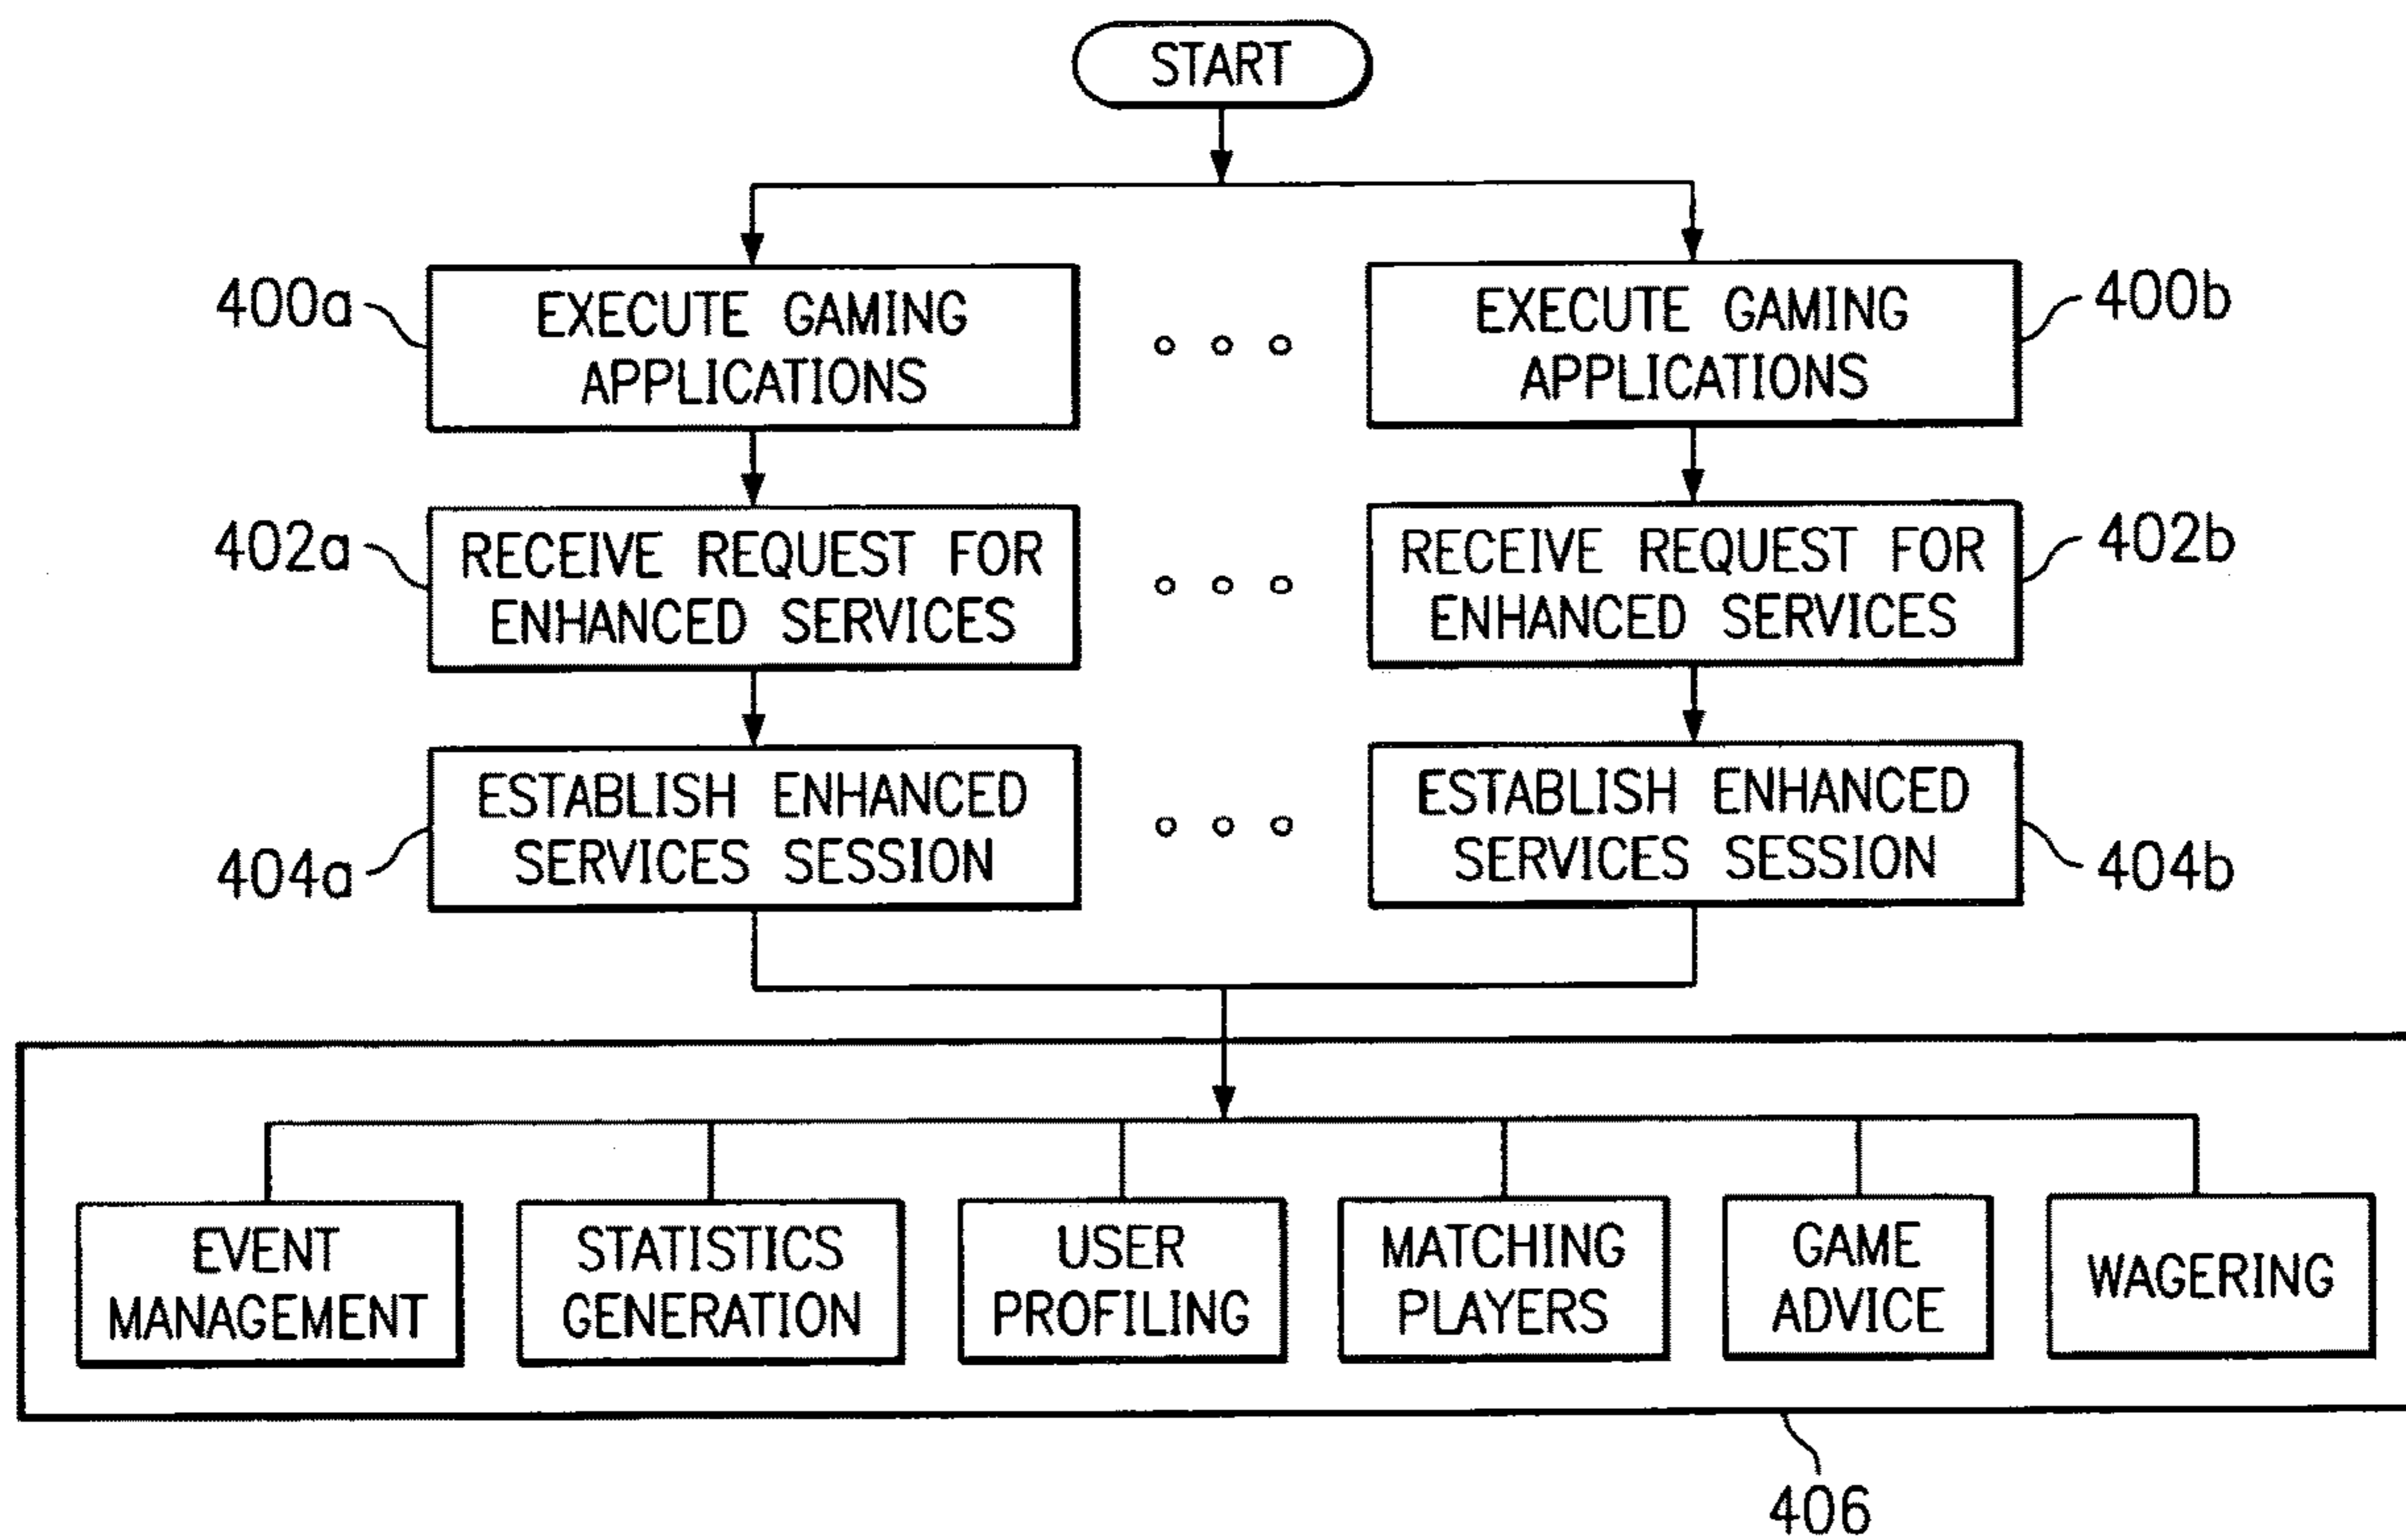 START
400a
EXECUTE GAMING
APPLICATIONS
EXECUTE GAMING
APPLICATIONS
400b
402a
RECEIVE REQUEST FOR
ENHANCED SERVICES
RECEIVE REQUEST FOR
ENHANCED SERVICES
402b
404a
ESTABLISH ENHANCED
SERVICES SESSION
ESTABLISH ENHANCED
SERVICES SESSION
404b
EVENT
MANAGEMENT
STATISTICS
GENERATION
USER
PROFILING
MATCHING
PLAYERS
GAME
ADVICE
WAGERING
406